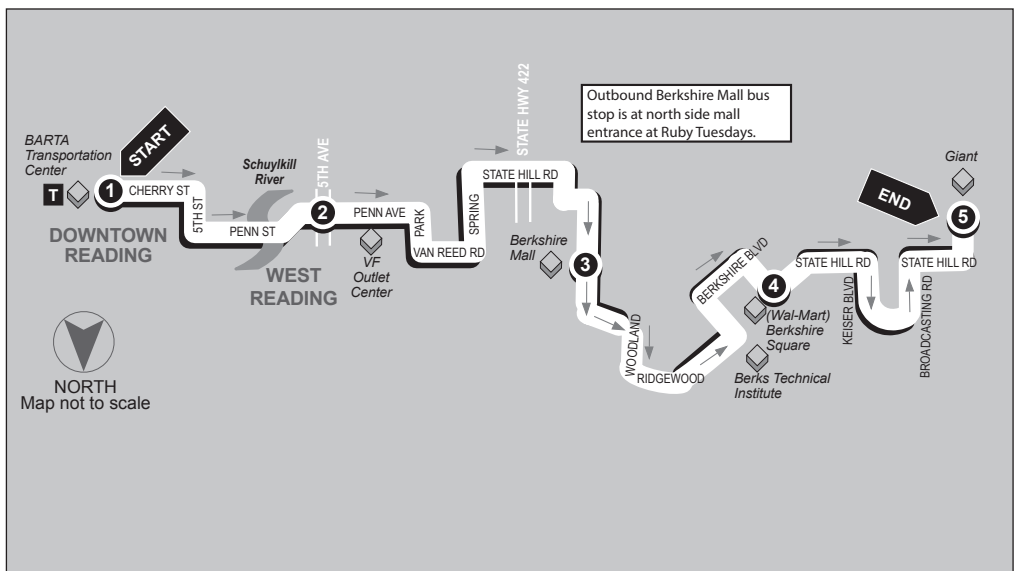 Outbound Berkshire Mall bus
stop is at north side mall
entrance at Ruby Tuesdays.
BARTA
Transportation
Center
T
START
1
CHERRY ST
5TH ST
PENN ST
DOWNTOWN
READING
Schuylkill
River
5TH AVE
2
WEST
READING
PENN AVE
VF
Outlet
Center
PARK
VAN REED RD
SPRING
STATE HWY 422
STATE HILL RD
Berkshire
Mall
3
WOODLAND
RIDGEWOOD
BERKSHIRE BLVD
4
(Wal-Mart)
Berkshire
Square
Berks Technical
Institute
STATE HILL RD
KEISER BLVD
BROADCASTING RD
STATE HILL RD
END
5
Giant
NORTH
Map not to scale